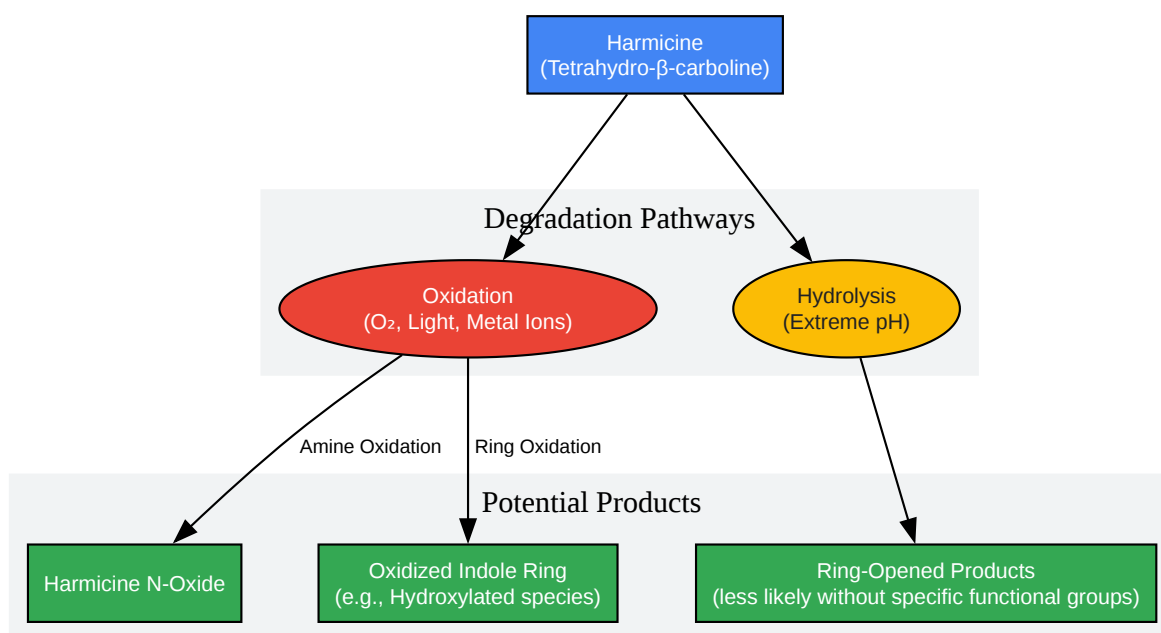 Harmicine
(Tetrahydro-β-carboline)
Degradation Pathways
Oxidation
(O₂, Light, Metal Ions)
Hydrolysis
(Extreme pH)
Amine Oxidation
Ring Oxidation
Potential Products
Harmicine N-Oxide
Oxidized Indole Ring
(e.g., Hydroxylated species)
Ring-Opened Products
(less likely without specific functional groups)